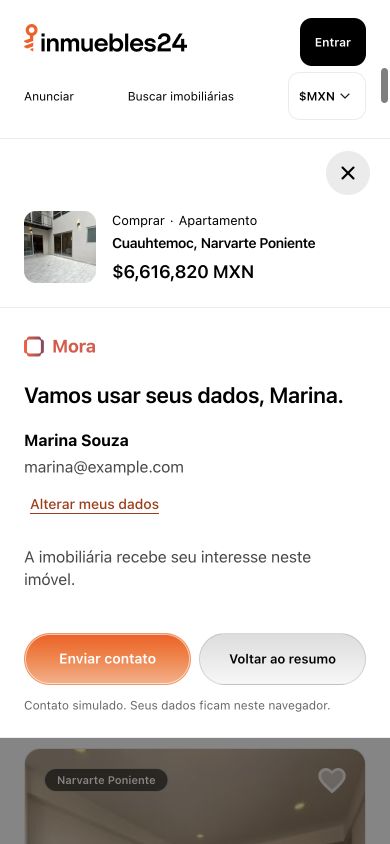 inmuebles24
Entrar
Anunciar
Buscar imobiliárias
$MXN
Comprar · Apartamento
Cuauhtemoc, Narvarte Poniente
$6,616,820 MXN
Mora
Vamos usar seus dados, Marina.
Marina Souza
marina@example.com
Alterar meus dados
A imobiliária recebe seu interesse neste
imóvel.
Enviar contato
Voltar ao resumo
Contato simulado. Seus dados ficam neste navegador.
Narvarte Poniente